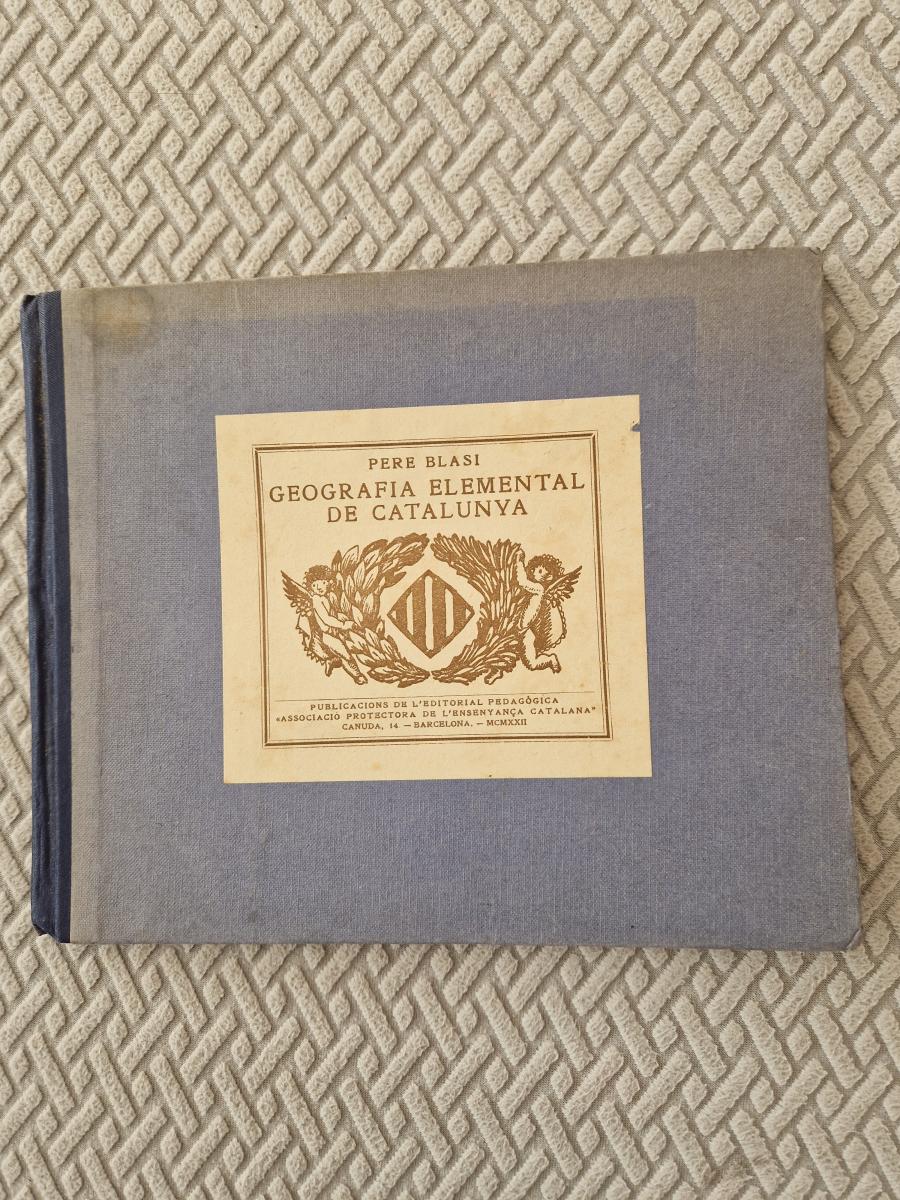 PERE BLASI
GEOGRAFIA ELEMENTAL
DE CATALUNYA
PUBLICACIONS DE L'EDITORIAL PEDAGÒGICA
«ASSOCIACIÓ PROTECTORA DE L'ENSENYANÇA CATALANA»
CANUDA, 14 — BARCELONA. — MCMXXII